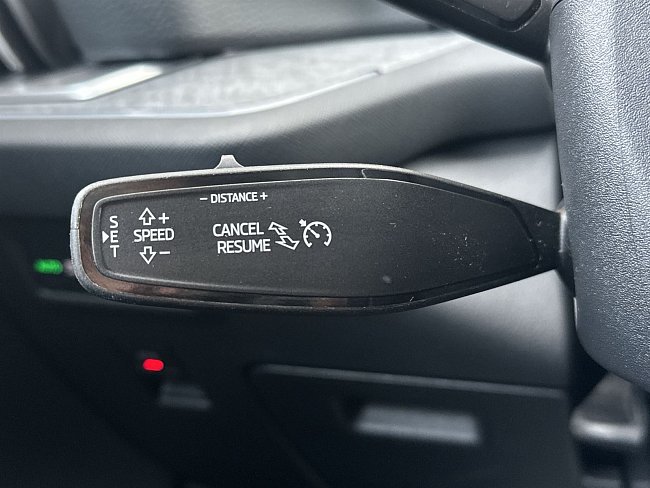 − DISTANCE +
SET
+
SPEED
−
CANCEL
RESUME